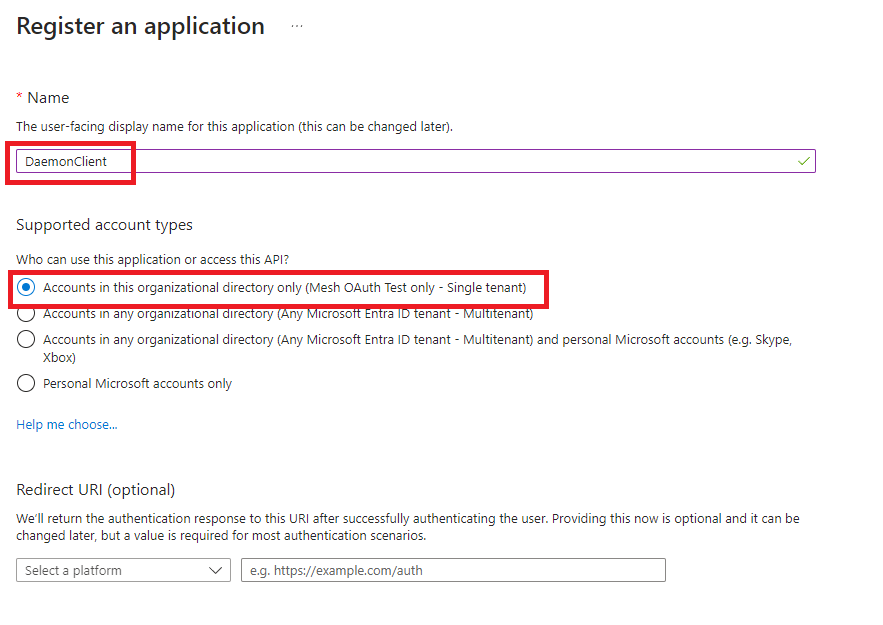 Register an application ...
* Name
The user-facing display name for this application (this can be changed later).
DaemonClient
Supported account types
Who can use this application or access this API?
Accounts in this organizational directory only (Mesh OAuth Test only - Single tenant)
Accounts in any organizational directory (Any Microsoft Entra ID tenant - Multitenant)
Accounts in any organizational directory (Any Microsoft Entra ID tenant - Multitenant) and personal Microsoft accounts (e.g. Skype,
Xbox)
Personal Microsoft accounts only
Help me choose...
Redirect URI (optional)
We'll return the authentication response to this URI after successfully authenticating the user. Providing this now is optional and it can be
changed later, but a value is required for most authentication scenarios.
Select a platform e.g. https://example.com/auth